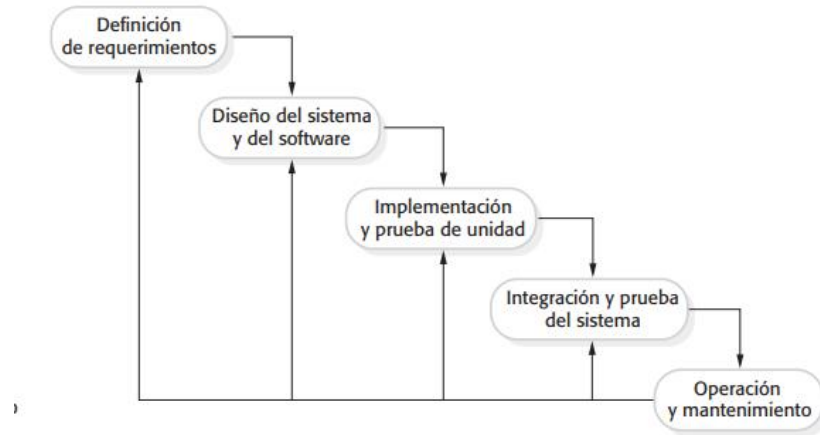 Definición
de requerimientos
Diseño del sistema
y del software
Implementación
y prueba de unidad
Integración y prueba
del sistema
Operación
y mantenimiento